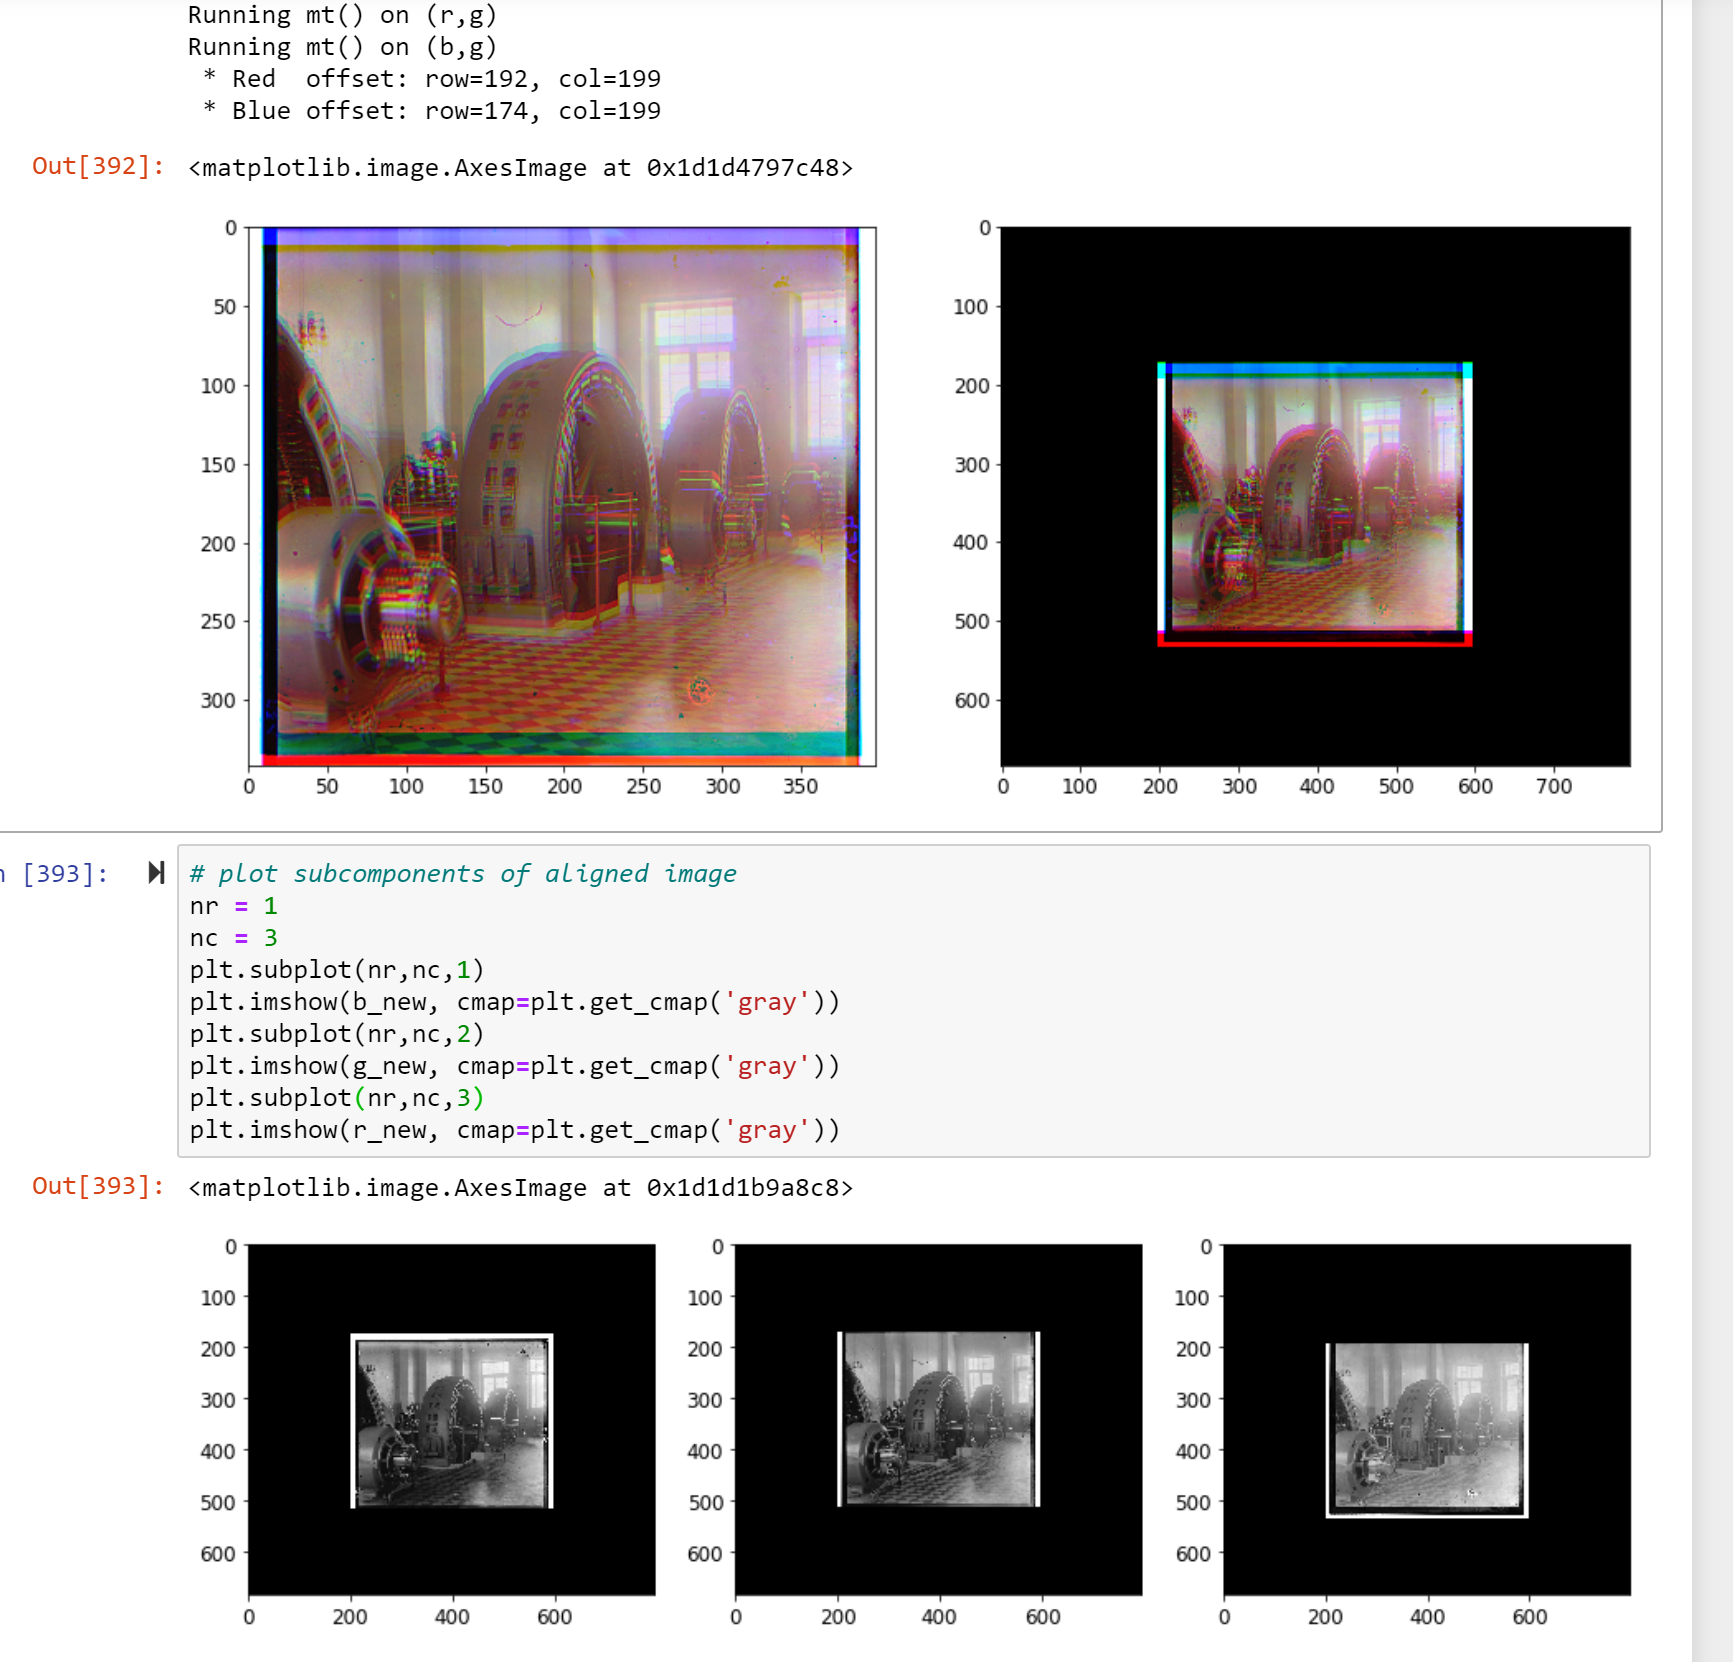 Running mt() on (r,g)
Running mt() on (b,g)
* Red  offset: row=192, col=199
* Blue offset: row=174, col=199
Out[392]: <matplotlib.image.AxesImage at 0x1d1d4797c48>
0
50
100
150
200
250
300
0 50 100 150 200 250 300 350
0
100
200
300
400
500
600
0 100 200 300 400 500 600 700
n [393]:
# plot subcomponents of aligned image
nr = 1
nc = 3
plt.subplot(nr,nc,1)
plt.imshow(b_new, cmap=plt.get_cmap('gray'))
plt.subplot(nr,nc,2)
plt.imshow(g_new, cmap=plt.get_cmap('gray'))
plt.subplot(nr,nc,3)
plt.imshow(r_new, cmap=plt.get_cmap('gray'))
Out[393]: <matplotlib.image.AxesImage at 0x1d1d1b9a8c8>
0
100
200
300
400
500
600
0 200 400 600
0
100
200
300
400
500
600
0 200 400 600
0
100
200
300
400
500
600
0 200 400 600